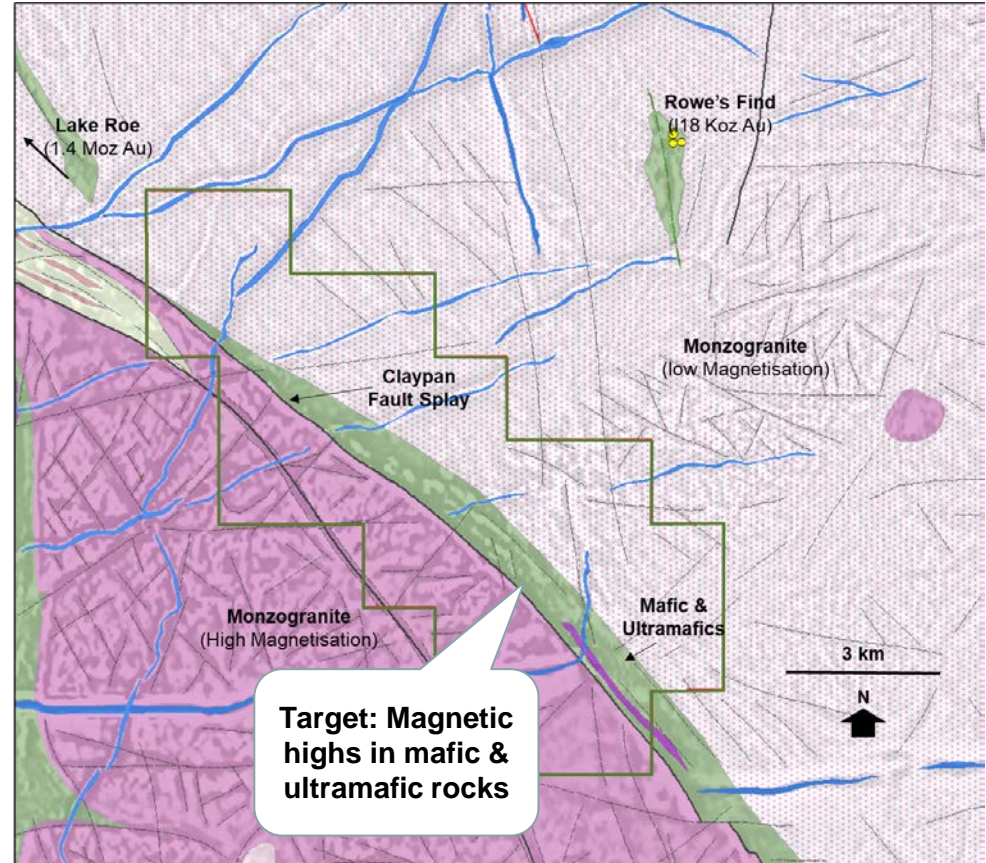 Lake Roe
(1.4 Moz Au)
Rowe's Find
(118 Koz Au)
Claypan
Fault Splay
Monzogranite
(low Magnetisation)
Monzogranite
(High Magnetisation)
Mafic &
Ultramafics
3 km
N
Target: Magnetic
highs in mafic &
ultramafic rocks